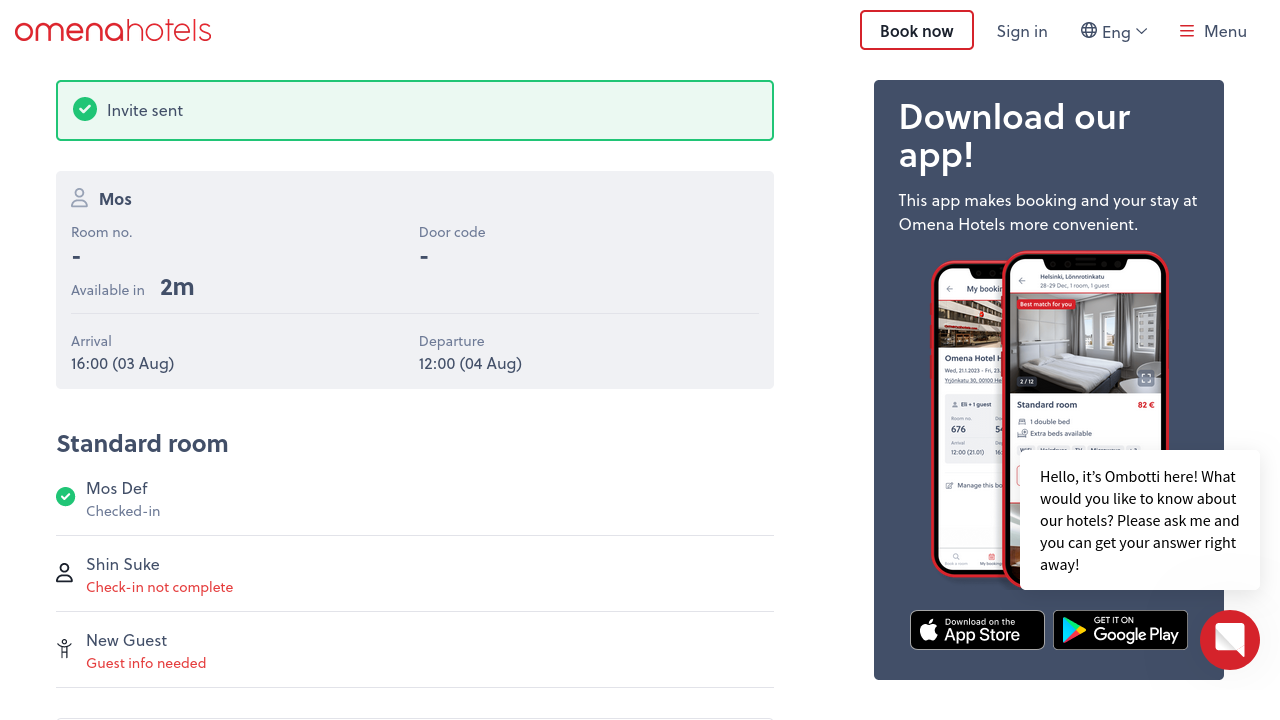 omenahotels
Book now
Sign in
Eng
Menu
Invite sent
Mos
Room no.
Door code
-
-
Available in 2m
Arrival
Departure
16:00 (03 Aug)
12:00 (04 Aug)
Standard room
Mos Def
Checked-in
Shin Suke
Check-in not complete
New Guest
Guest info needed
Download our
app!
This app makes booking and your stay at
Omena Hotels more convenient.
My bookin
Omena Hotel H
Wed, 21.1.2023 - Fri, 23.
Yrjönkatu 30, 00100 He
Eli + 1 guest
Room no.
676
Arrival
12:00 (21.01)
Manage this bo
Helsinki, Lönnrotinkatu
28-29 Dec, 1 room, 1 guest
Best match for you
2 / 12
Standard room
82 €
1 double bed
Extra beds available
Hello, it's Ombotti here! What
would you like to know about
our hotels? Please ask me and
you can get your answer right
away!
Download on the
App Store
GET IT ON
Google Play